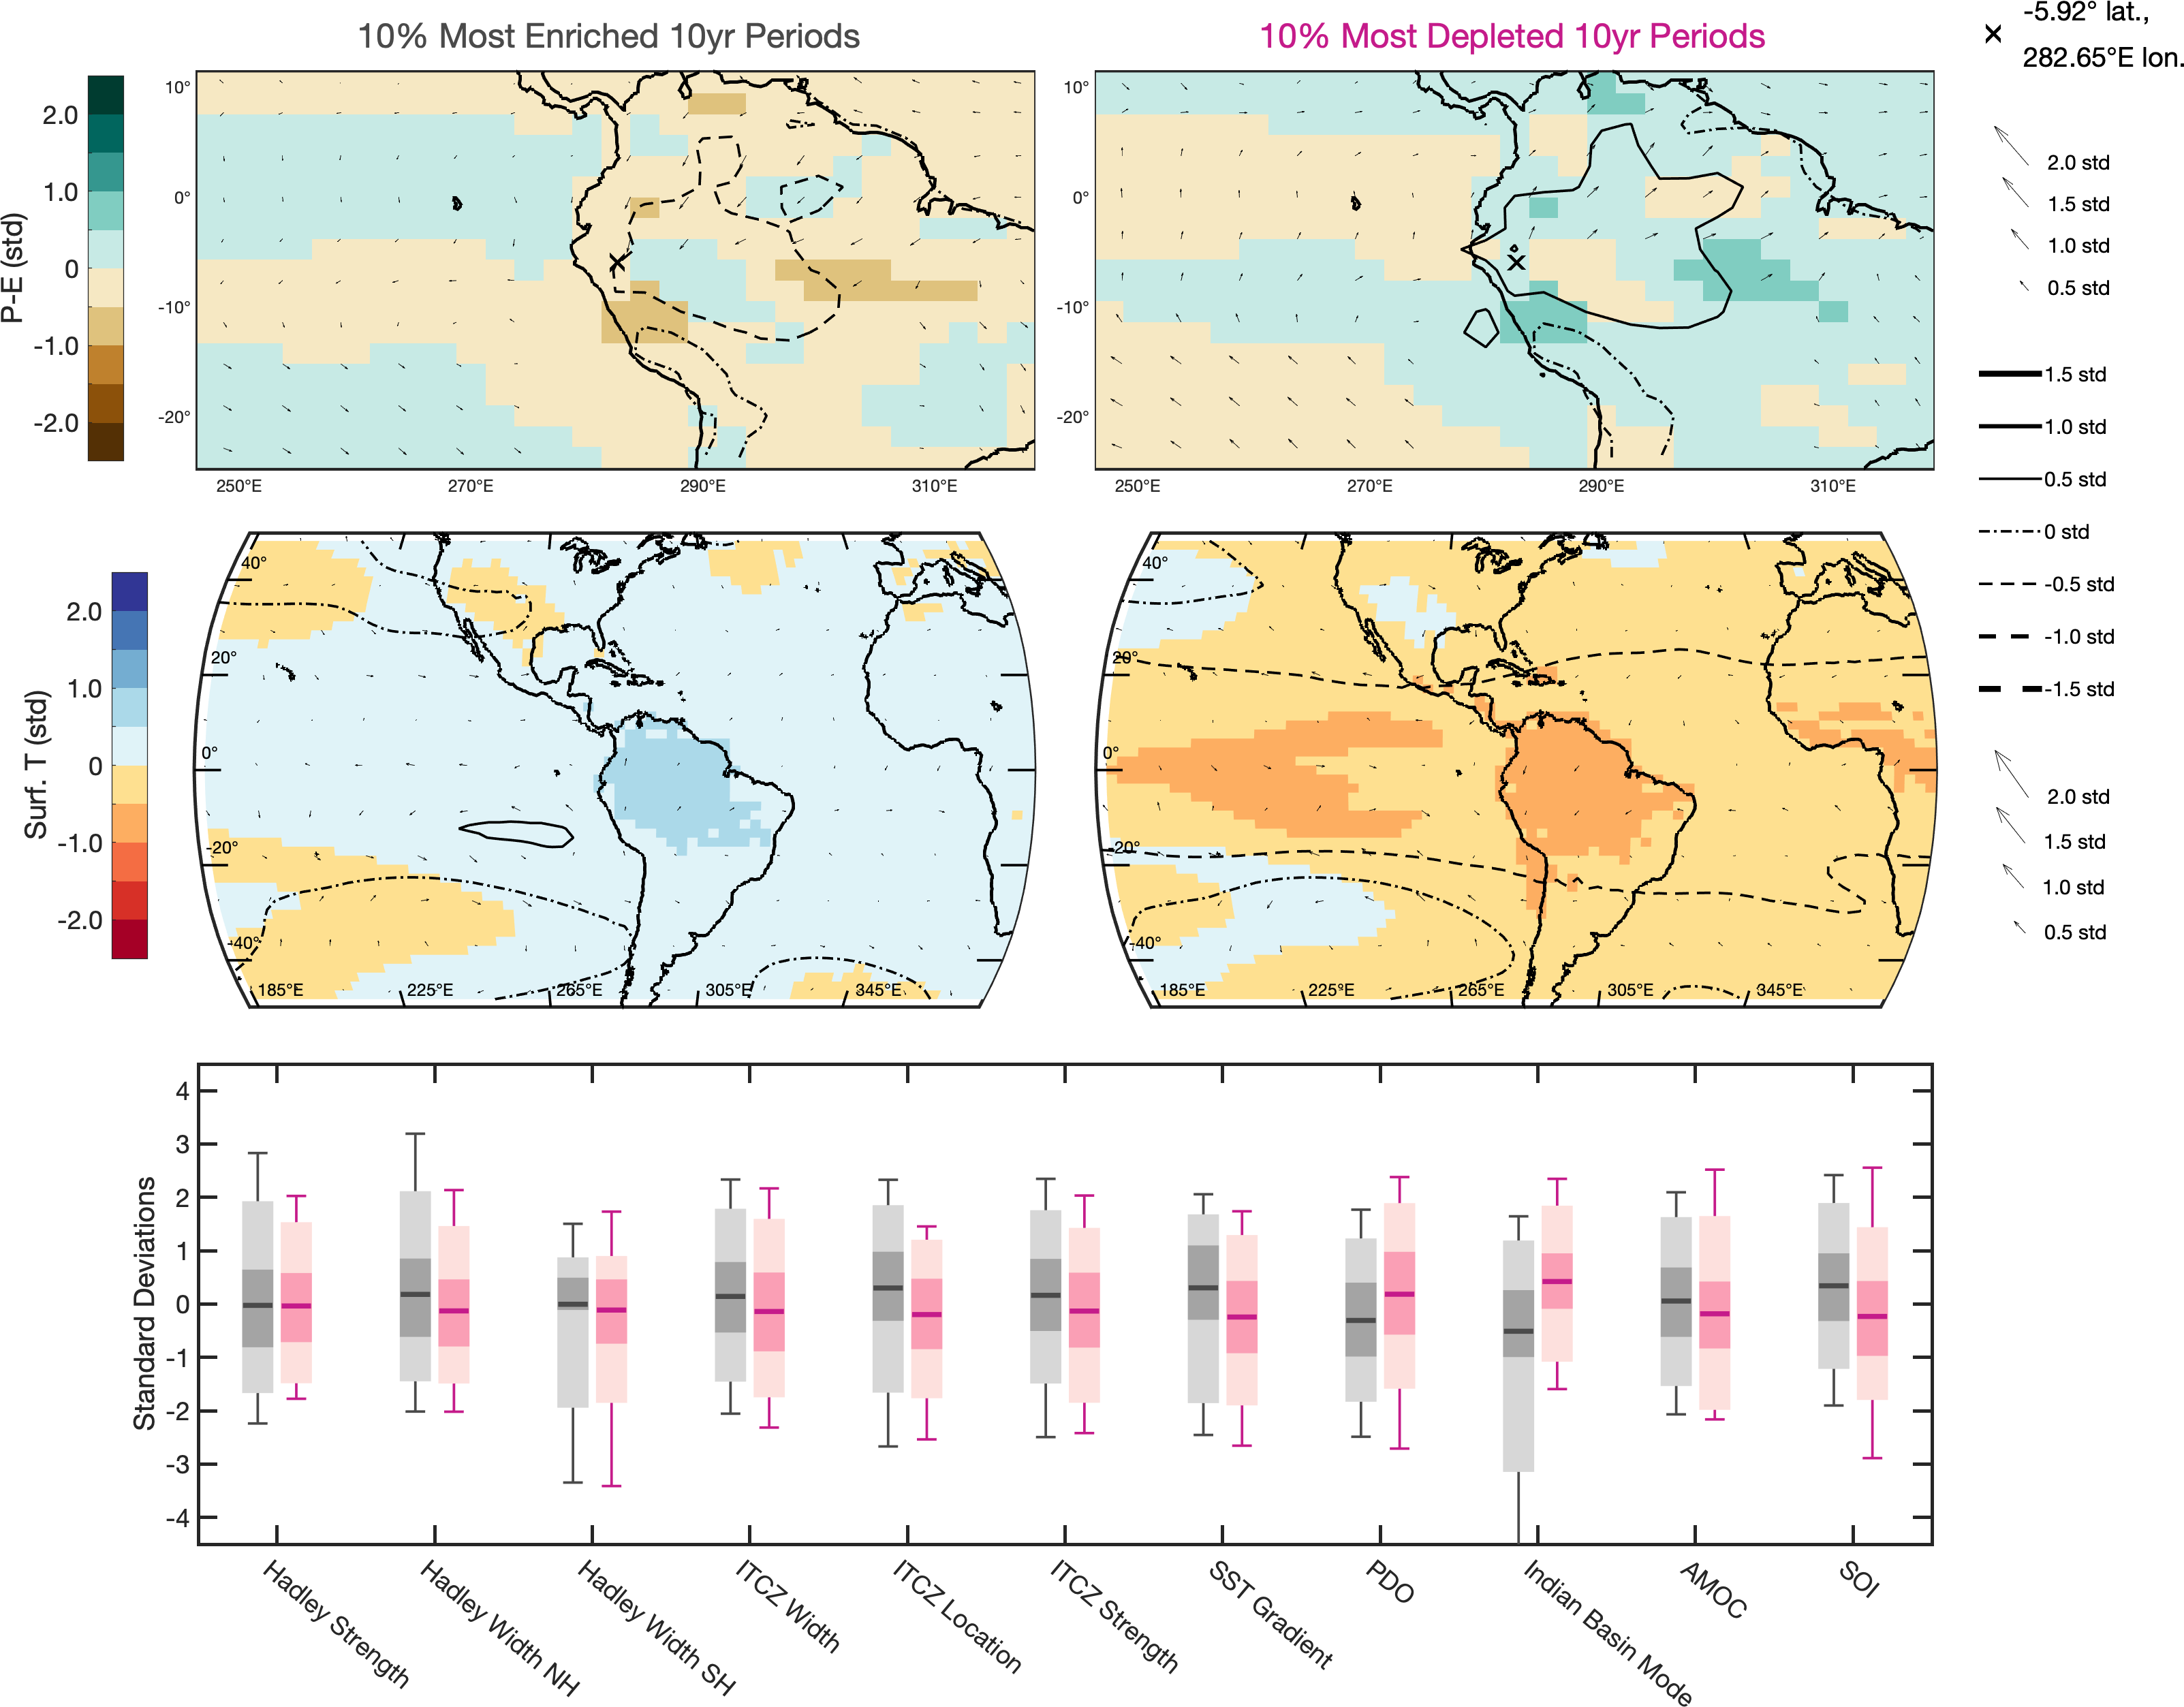 10% Most Enriched 10yr Periods
10% Most Depleted 10yr Periods
-5.92° lat.,
282.65°E lon.
P-E (std)
2.0
1.0
0
-1.0
-2.0
10°
0°
-10°
-20°
250°E
270°E
290°E
310°E
10°
0°
-10°
-20°
250°E
270°E
290°E
310°E
2.0 std
1.5 std
1.0 std
0.5 std
1.5 std
1.0 std
0.5 std
0 std
-0.5 std
-1.0 std
-1.5 std
2.0 std
1.5 std
1.0 std
0.5 std
Surf. T (std)
2.0
1.0
0
-1.0
-2.0
40°
20°
0°
-20°
-40°
185°E
225°E
265°E
305°E
345°E
40°
20°
0°
-20°
-40°
185°E
225°E
265°E
305°E
345°E
Standard Deviations
4
3
2
1
0
-1
-2
-3
-4
Hadley Strength
Hadley Width NH
Hadley Width SH
ITCZ Width
ITCZ Location
ITCZ Strength
SST Gradient
PDO
Indian Basin Mode
AMOC
SOI